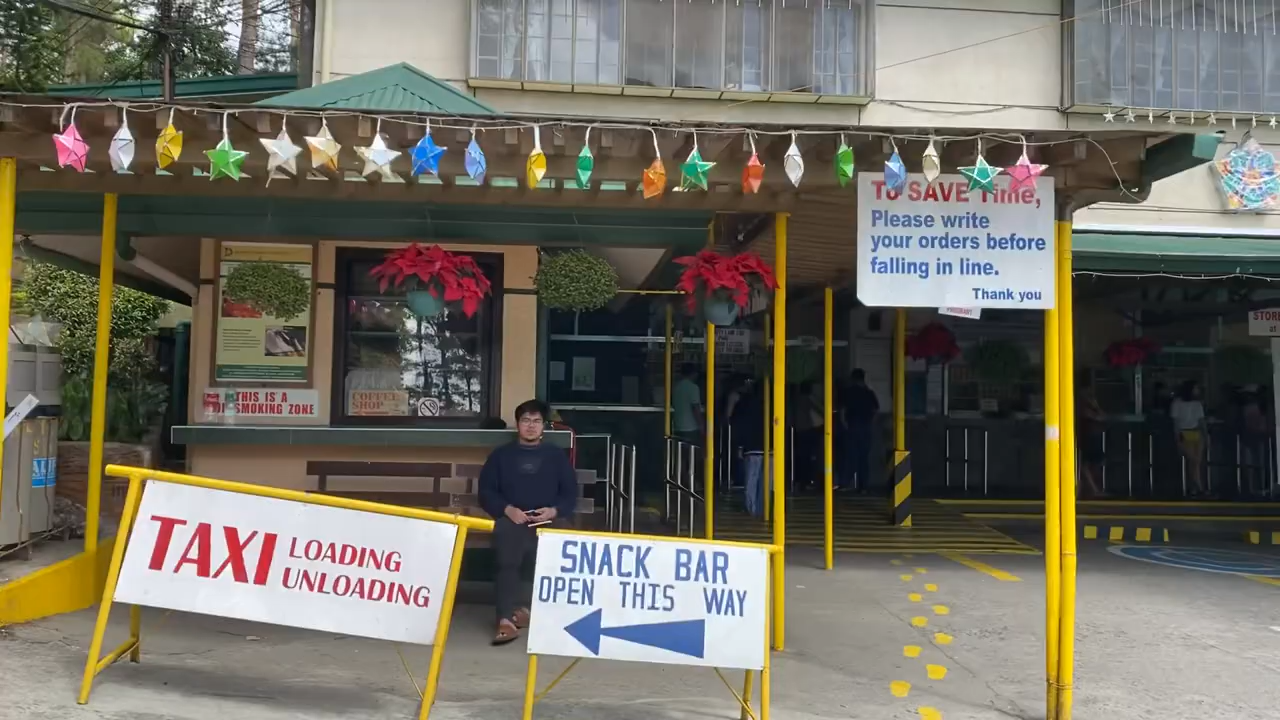 To SAVE Time,
Please write
your orders before
falling in line.
Thank you
THIS IS A
SMOKING ZONE
COFFEE
SHOP
STORE
TAXI LOADING
UNLOADING
SNACK BAR
OPEN THIS WAY